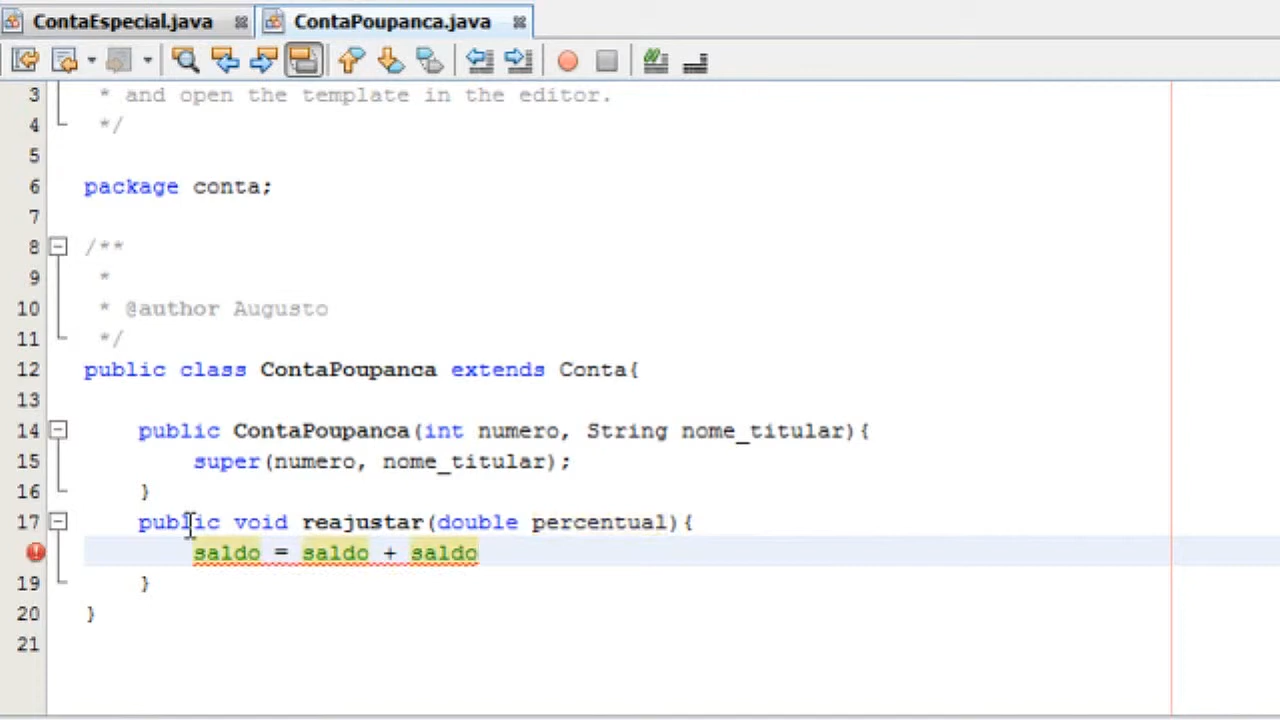 ContaEspecial.java ContaPoupanca.java
3 * and open the template in the editor.
4 */
5
6 package conta;
7
8 /**
9 *
10 * @author Augusto
11 */
12 public class ContaPoupanca extends Conta{
13
14 public ContaPoupanca(int numero, String nome_titular){
15 super(numero, nome_titular);
16 }
17 public void reajustar(double percentual){
saldo = saldo + saldo
19 }
20 }
21